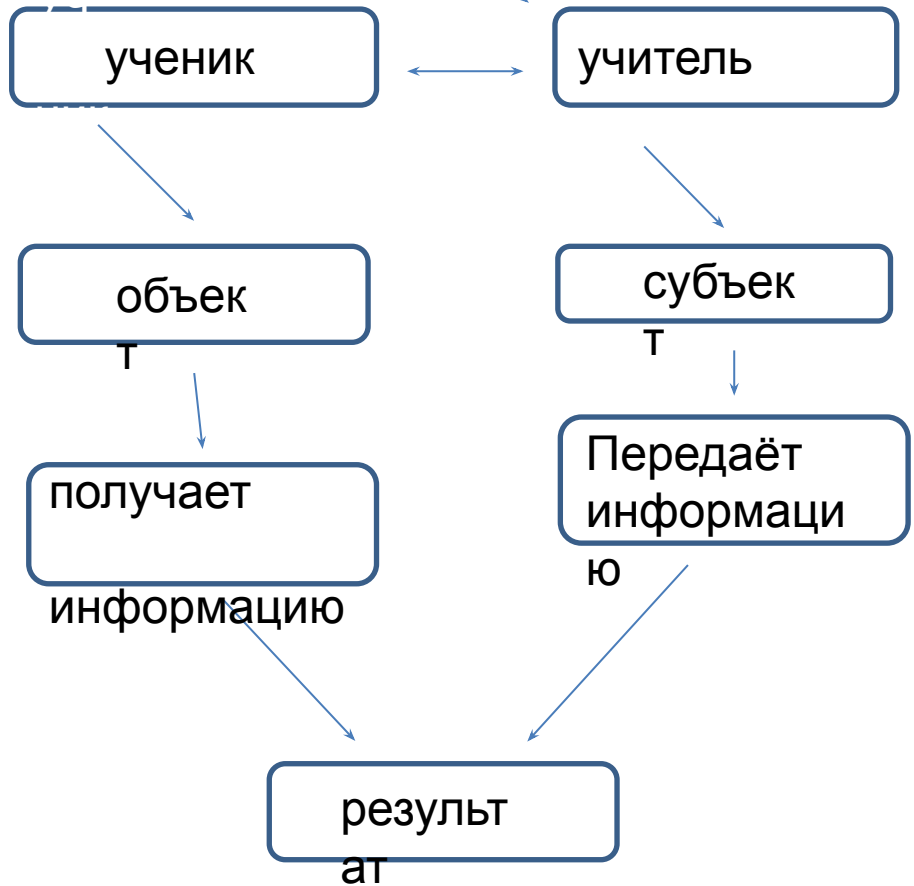 ученик
учитель
объек
т
субъек
т
получает
информацию
Передаёт
информаци
ю
результ
ат